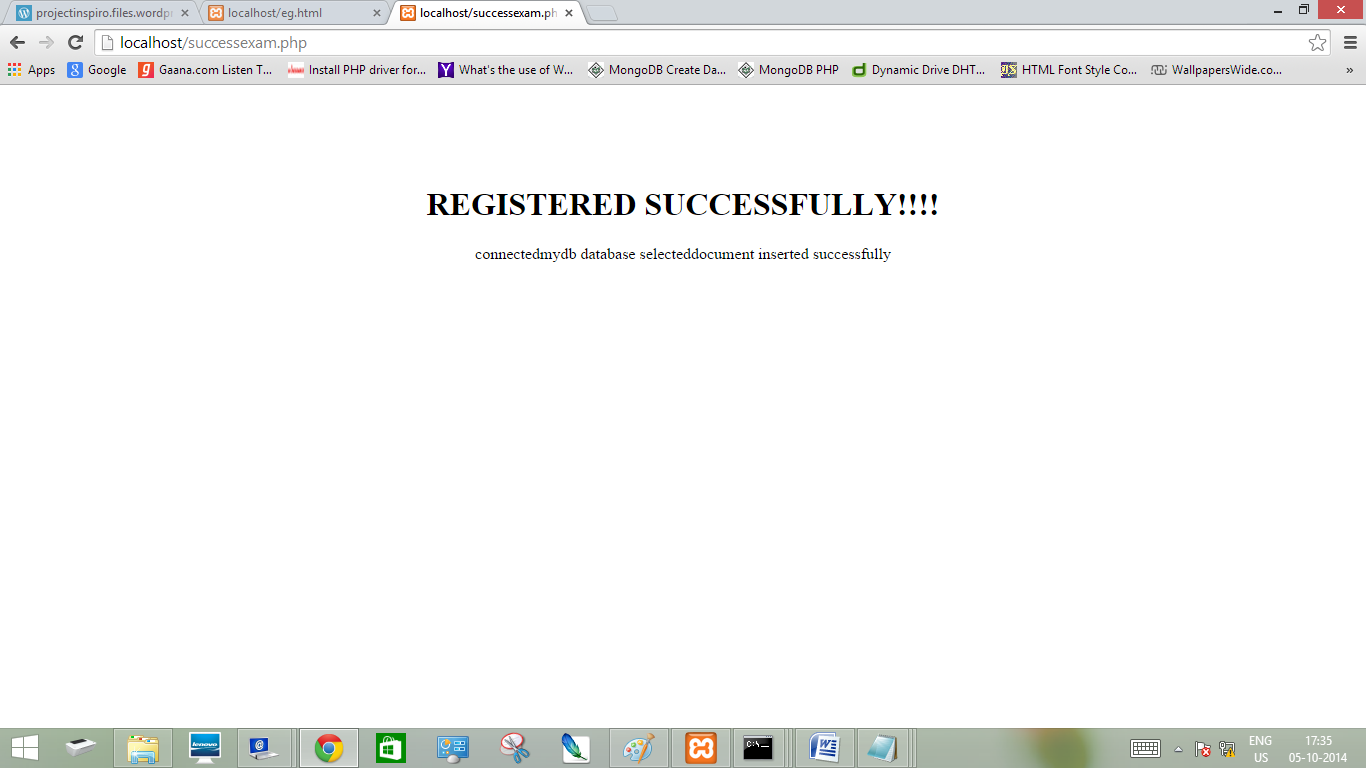 projectinspiro.files.wordpr
localhost/eg.html
localhost/successexam.ph
localhost/successexam.php
Apps
Google
Gaana.com Listen T...
Install PHP driver for...
What's the use of W...
MongoDB Create Da...
MongoDB PHP
Dynamic Drive DHT...
HTML Font Style Co...
WallpapersWide.co...
»
REGISTERED SUCCESSFULLY!!!!
connectedmydb database selecteddocument inserted successfully
lenovo
C:\
ENG
US
17:35
05-10-2014